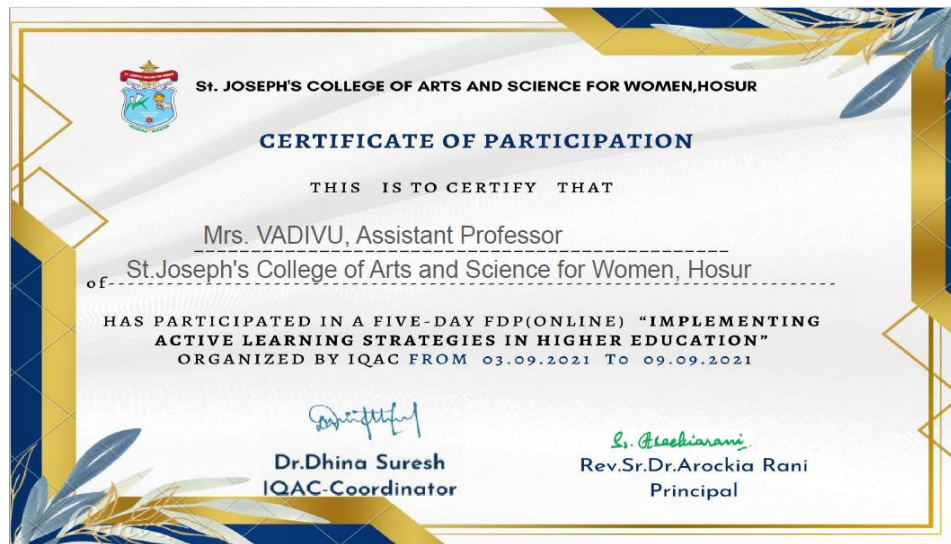 St. JOSEPH'S COLLEGE OF ARTS AND SCIENCE FOR WOMEN,HOSUR
CERTIFICATE OF PARTICIPATION
THIS IS TO CERTIFY THAT
Mrs. VADIVU, Assistant Professor
of St.Joseph's College of Arts and Science for Women, Hosur
HAS PARTICIPATED IN A FIVE-DAY FDP(ONLINE) “IMPLEMENTING
ACTIVE LEARNING STRATEGIES IN HIGHER EDUCATION”
ORGANIZED BY IQAC FROM 03.09.2021 TO 09.09.2021
Dr.Dhina Suresh
IQAC-Coordinator
Rev.Sr.Dr.Arockia Rani
Principal